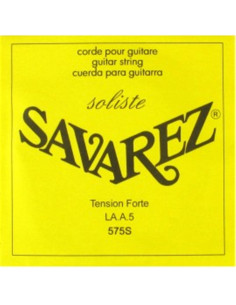 corde pour guitare
guitar string
cuerda para guitarra
soliste
SAVAREZ®
Tension Forte
LA.A.5
575S